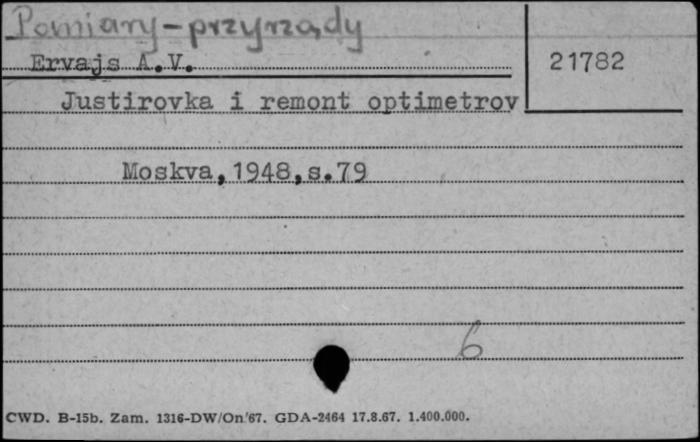 Pomiary-przyrządy
Ervajs A.V.
21782
Justirovka i remont optimetrov
Moskva,1948,s.79
6
CWD. B-15b. Zam. 1316-DW/On.'67. GDA-2464 17.8.67. 1.400.000.